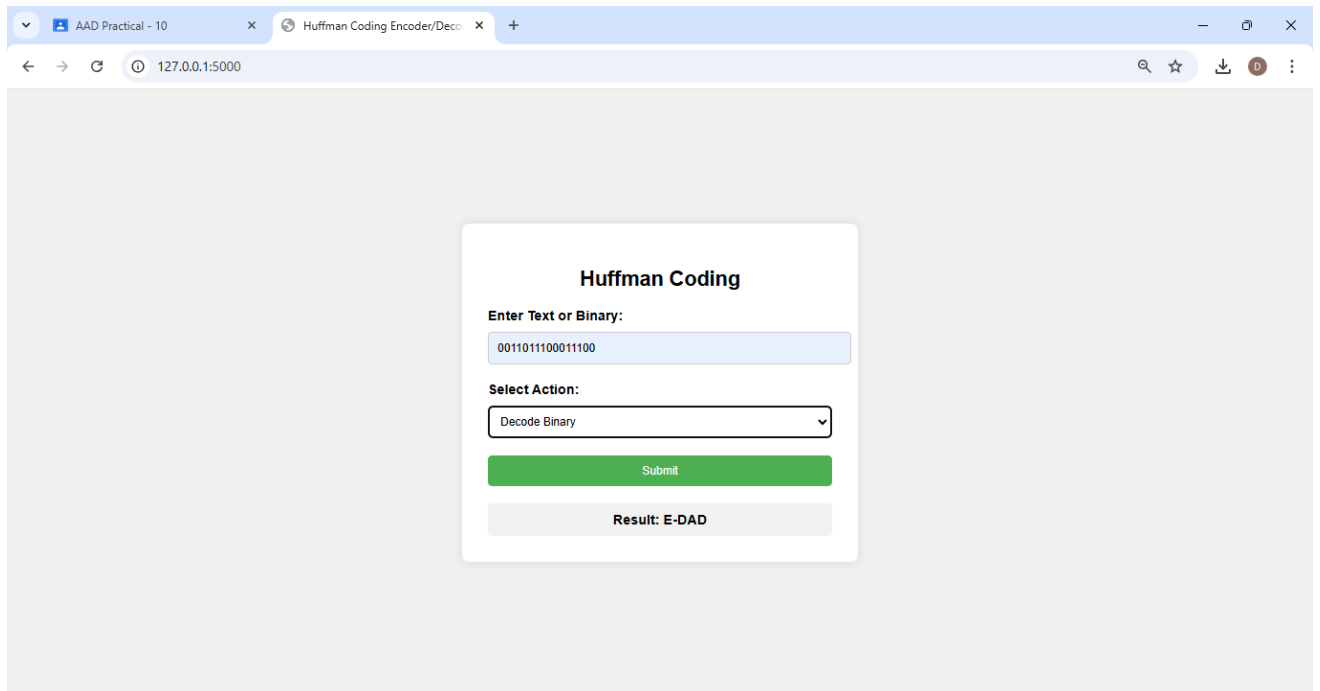 AAD Practical - 10
Huffman Coding Encoder/Deco
127.0.0.1:5000
D
Huffman Coding
Enter Text or Binary:
0011011100011100
Select Action:
Decode Binary
Submit
Result: E-DAD